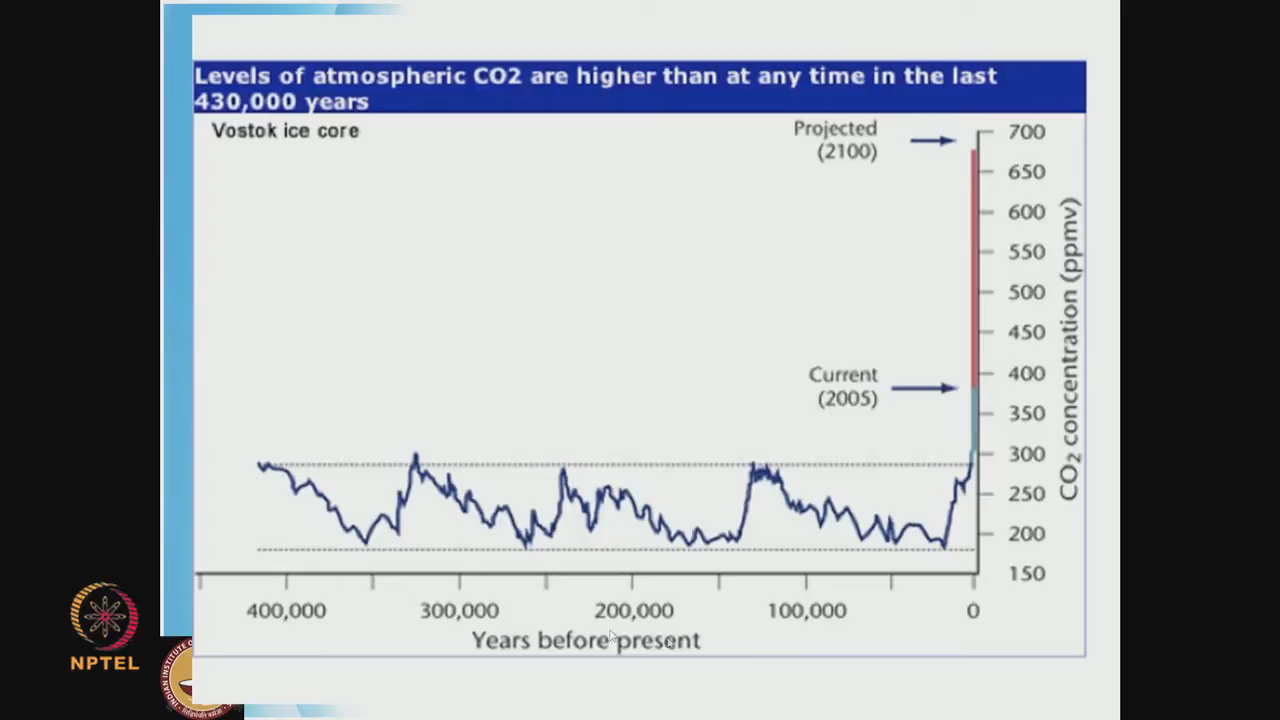 Levels of atmospheric CO2 are higher than at any time in the last
430,000 years
Vostok ice core
Projected
(2100)
Current
(2005)
700
650
600
550
500
450
400
350
300
250
200
150
CO2 concentration (ppmv)
400,000 300,000 200,000 100,000 0
Years before present
NPTEL
INDIAN INSTITUTE